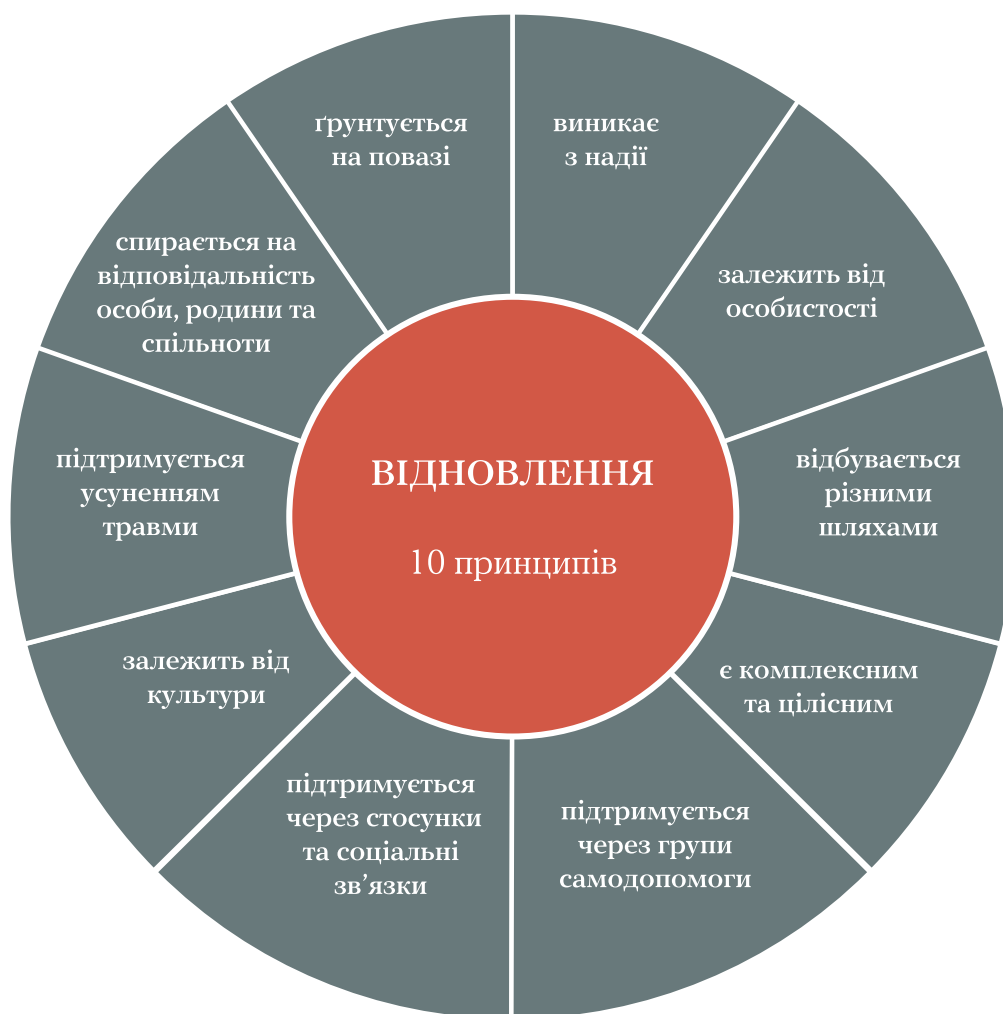 ВІДНОВЛЕННЯ
10 принципів
виникає
з надії
залежить від
особистості
відбувається
різними
шляхами
є комплексним
та цілісним
підтримується
через групи
самодопомоги
підтримується
через стосунки
та соціальні
зв’язки
залежить від
культури
підтримується
усуненням
травми
спирається на
відповідальність
особи, родини та
спільноти
ґрунтується
на повазі